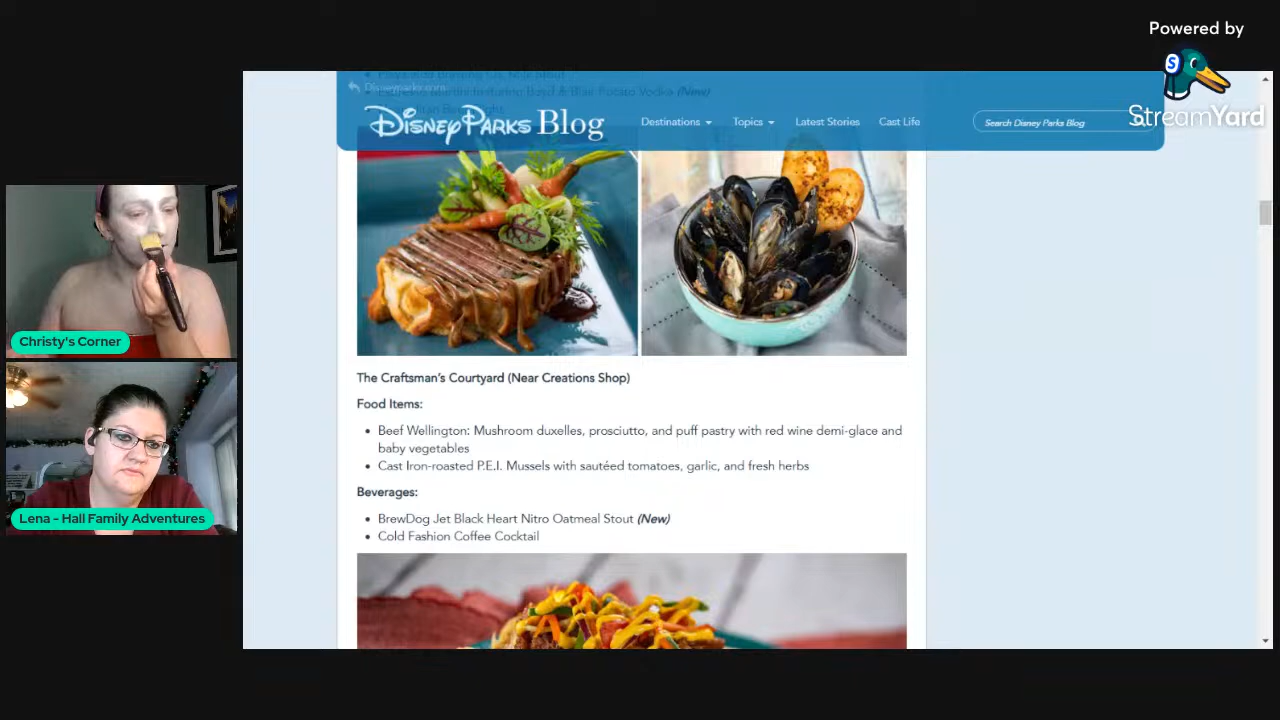 Powered by
StreamYard
Disneyparks.com
Disney Parks Blog
Destinations
Topics
Latest Stories
Cast Life
Search Disney Parks Blog
The Craftsman's Courtyard (Near Creations Shop)
Food Items:
Beef Wellington: Mushroom duxelles, prosciutto, and puff pastry with red wine demi-glace and
baby vegetables
Cast Iron-roasted P.E.I. Mussels with sautéed tomatoes, garlic, and fresh herbs
Beverages:
BrewDog Jet Black Heart Nitro Oatmeal Stout (New)
Cold Fashion Coffee Cocktail
Christy's Corner
Lena - Hall Family Adventures